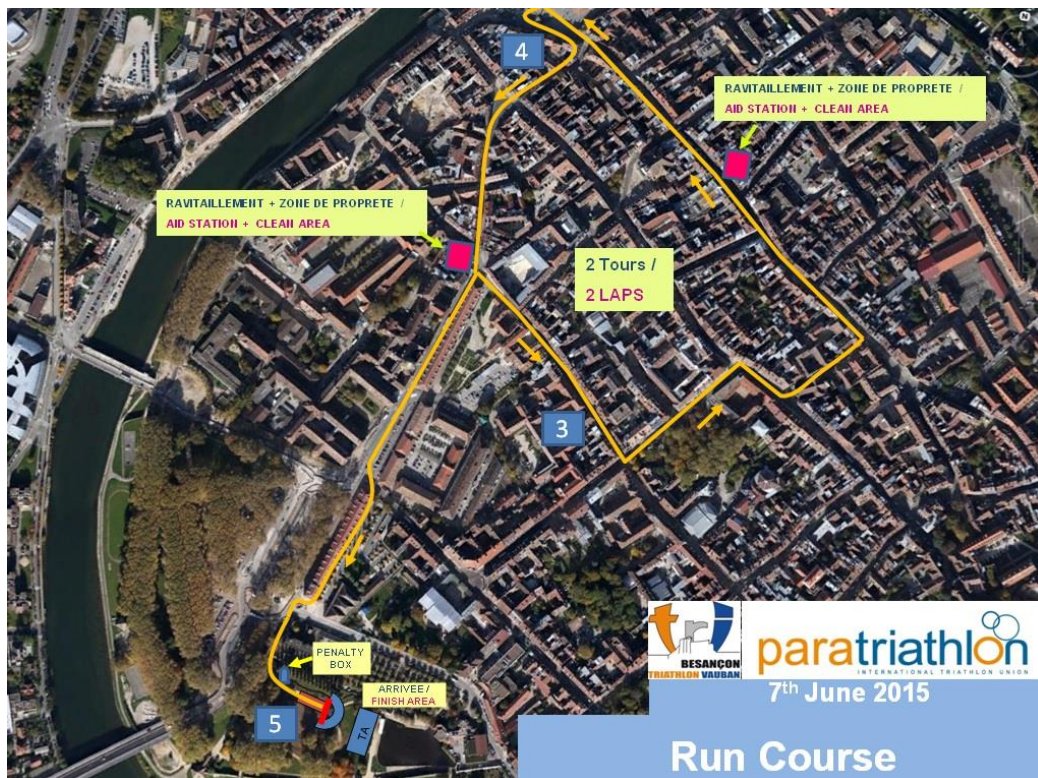 4
RAVITAILLEMENT + ZONE DE PROPRETE /
AID STATION + CLEAN AREA
RAVITAILLEMENT + ZONE DE PROPRETE /
AID STATION + CLEAN AREA
2 Tours /
2 LAPS
3
PENALTY
BOX
ARRIVEE /
FINISH AREA
5
TA
tri
BESANÇON
TRIATHLON VAUBAN
paratriathlon
INTERNATIONAL TRIATHLON UNION
7th June 2015
Run Course